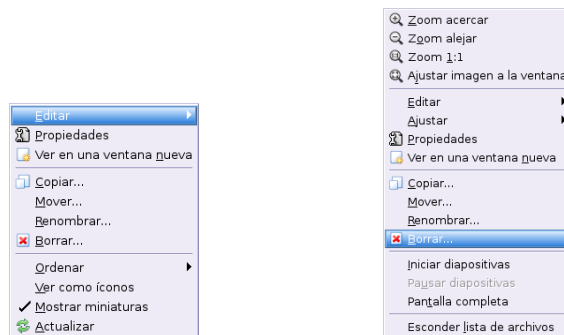 Editar
Propiedades
Ver en una ventana nueva
Copiar...
Mover...
Renombrar...
Borrar...
Ordenar
Ver como íconos
Mostrar miniaturas
Actualizar
Zoom acercar
Zoom alejar
Zoom 1:1
Ajustar imagen a la ventana
Editar
Ajustar
Propiedades
Ver en una ventana nueva
Copiar...
Mover...
Renombrar...
Borrar...
Iniciar diapositivas
Pausar diapositivas
Pantalla completa
Esconder lista de archivos